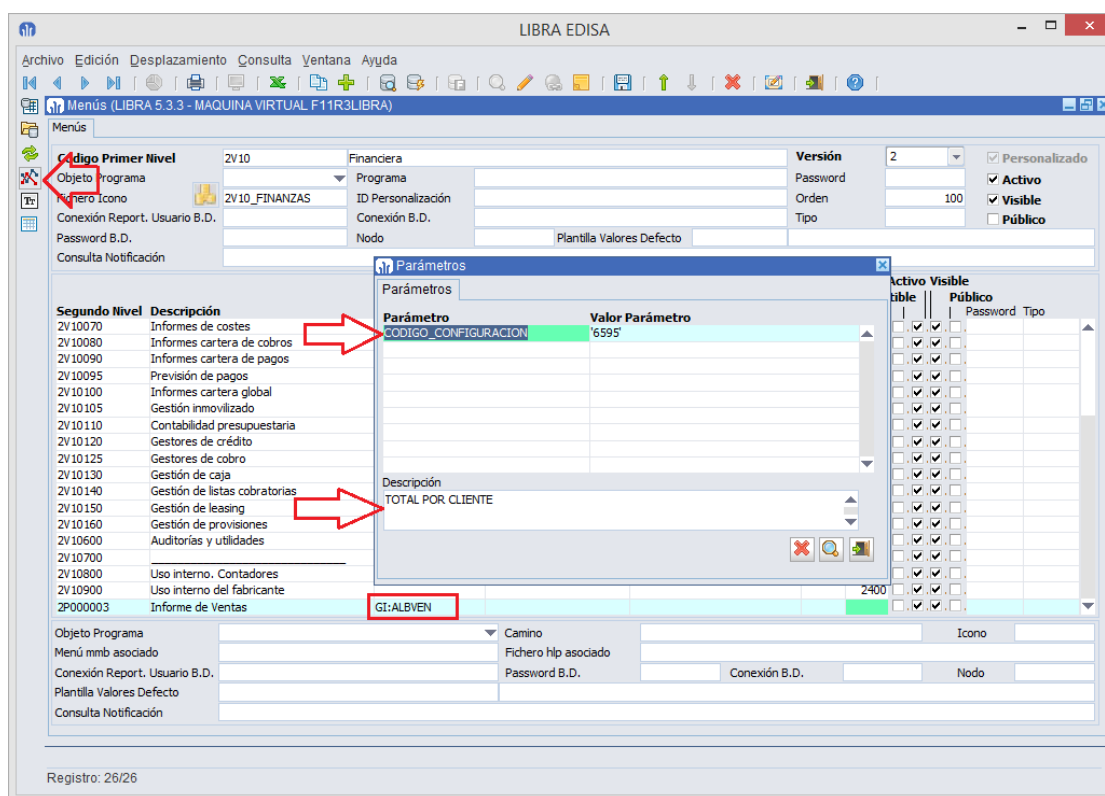 LIBRA EDISA
Archivo Edición Desplazamiento Consulta Ventana Ayuda
Menús (LIBRA 5.3.3 - MAQUINA VIRTUAL F11R3LIBRA)
Menús
Código Primer Nivel 2V10 Financiera Versión 2 Personalizado
Objeto Programa Programa Password Activo
Fichero Icono 2V10_FINANZAS ID Personalización Orden 100 Visible
Conexión Report. Usuario B.D. Conexión B.D. Tipo Público
Password B.D. Nodo Plantilla Valores Defecto
Consulta Notificación
Activo Visible
tible Público
Segundo Nivel Descripción Password Tipo
2V10070 Informes de costes
2V10080 Informes cartera de cobros
2V10090 Informes cartera de pagos
2V10095 Previsión de pagos
2V10100 Informes cartera global
2V10105 Gestión inmovilizado
2V10110 Contabilidad presupuestaria
2V10120 Gestores de crédito
2V10125 Gestores de cobro
2V10130 Gestión de caja
2V10140 Gestión de listas cobratorias
2V10150 Gestión de leasing
2V10160 Gestión de provisiones
2V10600 Auditorías y utilidades
2V10700
2V10800 Uso interno. Contadores
2V10900 Uso interno del fabricante 2400
2P000003 Informe de Ventas GI:ALBVEN
Parámetros
Parámetros
Parámetro Valor Parámetro
CODIGO_CONFIGURACION '6595'
Descripción
TOTAL POR CLIENTE
Objeto Programa Camino Icono
Menú mmb asociado Fichero hlp asociado
Conexión Report. Usuario B.D. Password B.D. Conexión B.D. Nodo
Plantilla Valores Defecto
Consulta Notificación
Registro: 26/26